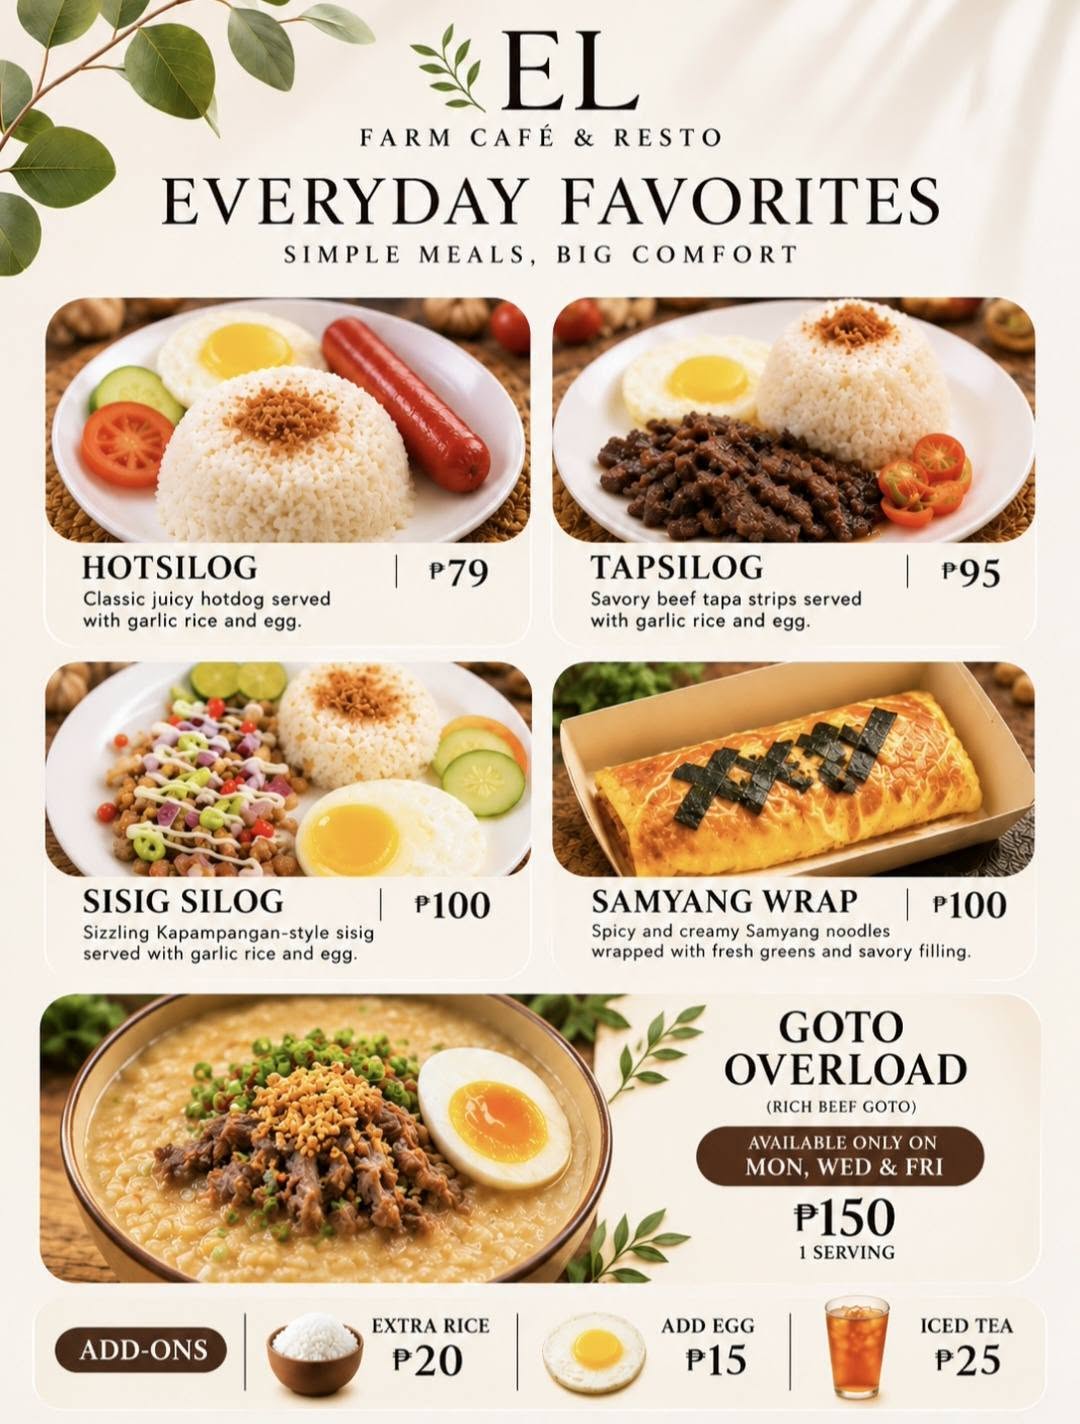 EL
FARM CAFÉ & RESTO
EVERYDAY FAVORITES
SIMPLE MEALS, BIG COMFORT
HOTSILOG | ₱79
Classic juicy hotdog served
with garlic rice and egg.
TAPSILOG | ₱95
Savory beef tapa strips served
with garlic rice and egg.
SISIG SILOG | ₱100
Sizzling Kapampangan-style sisig
served with garlic rice and egg.
SAMYANG WRAP | ₱100
Spicy and creamy Samyang noodles
wrapped with fresh greens and savory filling.
GOTO
OVERLOAD
(RICH BEEF GOTO)
AVAILABLE ONLY ON
MON, WED & FRI
₱150
1 SERVING
ADD-ONS
EXTRA RICE
₱20
ADD EGG
₱15
ICED TEA
₱25